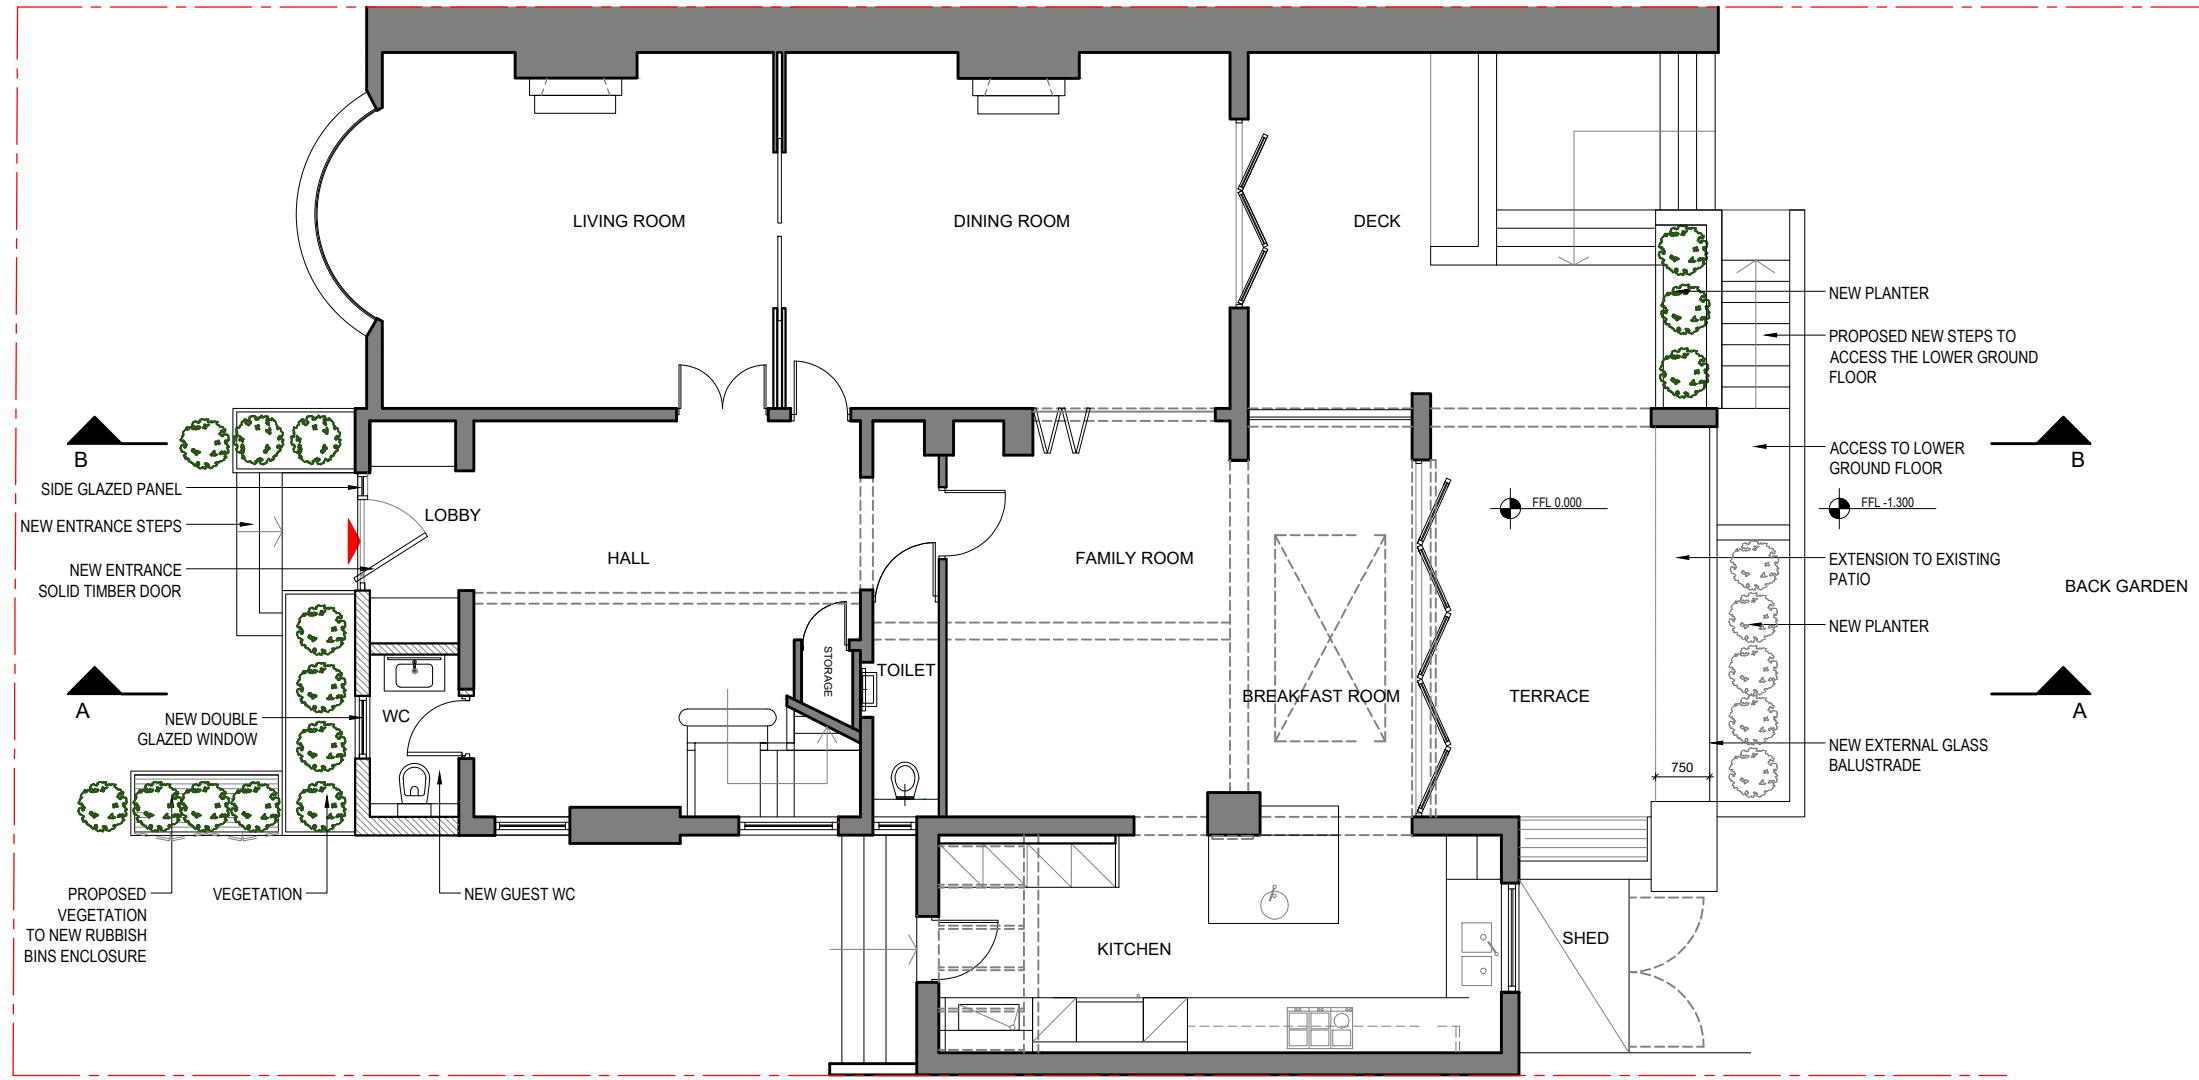 LIVING ROOM
DINING ROOM
DECK
NEW PLANTER
PROPOSED NEW STEPS TO
ACCESS THE LOWER GROUND
FLOOR
B
SIDE GLAZED PANEL
NEW ENTRANCE STEPS
LOBBY
NEW ENTRANCE
SOLID TIMBER DOOR
HALL
FAMILY ROOM
FFL 0.000
ACCESS TO LOWER
GROUND FLOOR
B
FFL -1.300
EXTENSION TO EXISTING
PATIO
BACK GARDEN
NEW PLANTER
STORAGE
TOILET
A
WC
NEW DOUBLE
GLAZED WINDOW
BREAKFAST ROOM
TERRACE
A
NEW EXTERNAL GLASS
BALUSTRADE
750
PROPOSED
VEGETATION
TO NEW RUBBISH
BINS ENCLOSURE
VEGETATION
NEW GUEST WC
KITCHEN
SHED